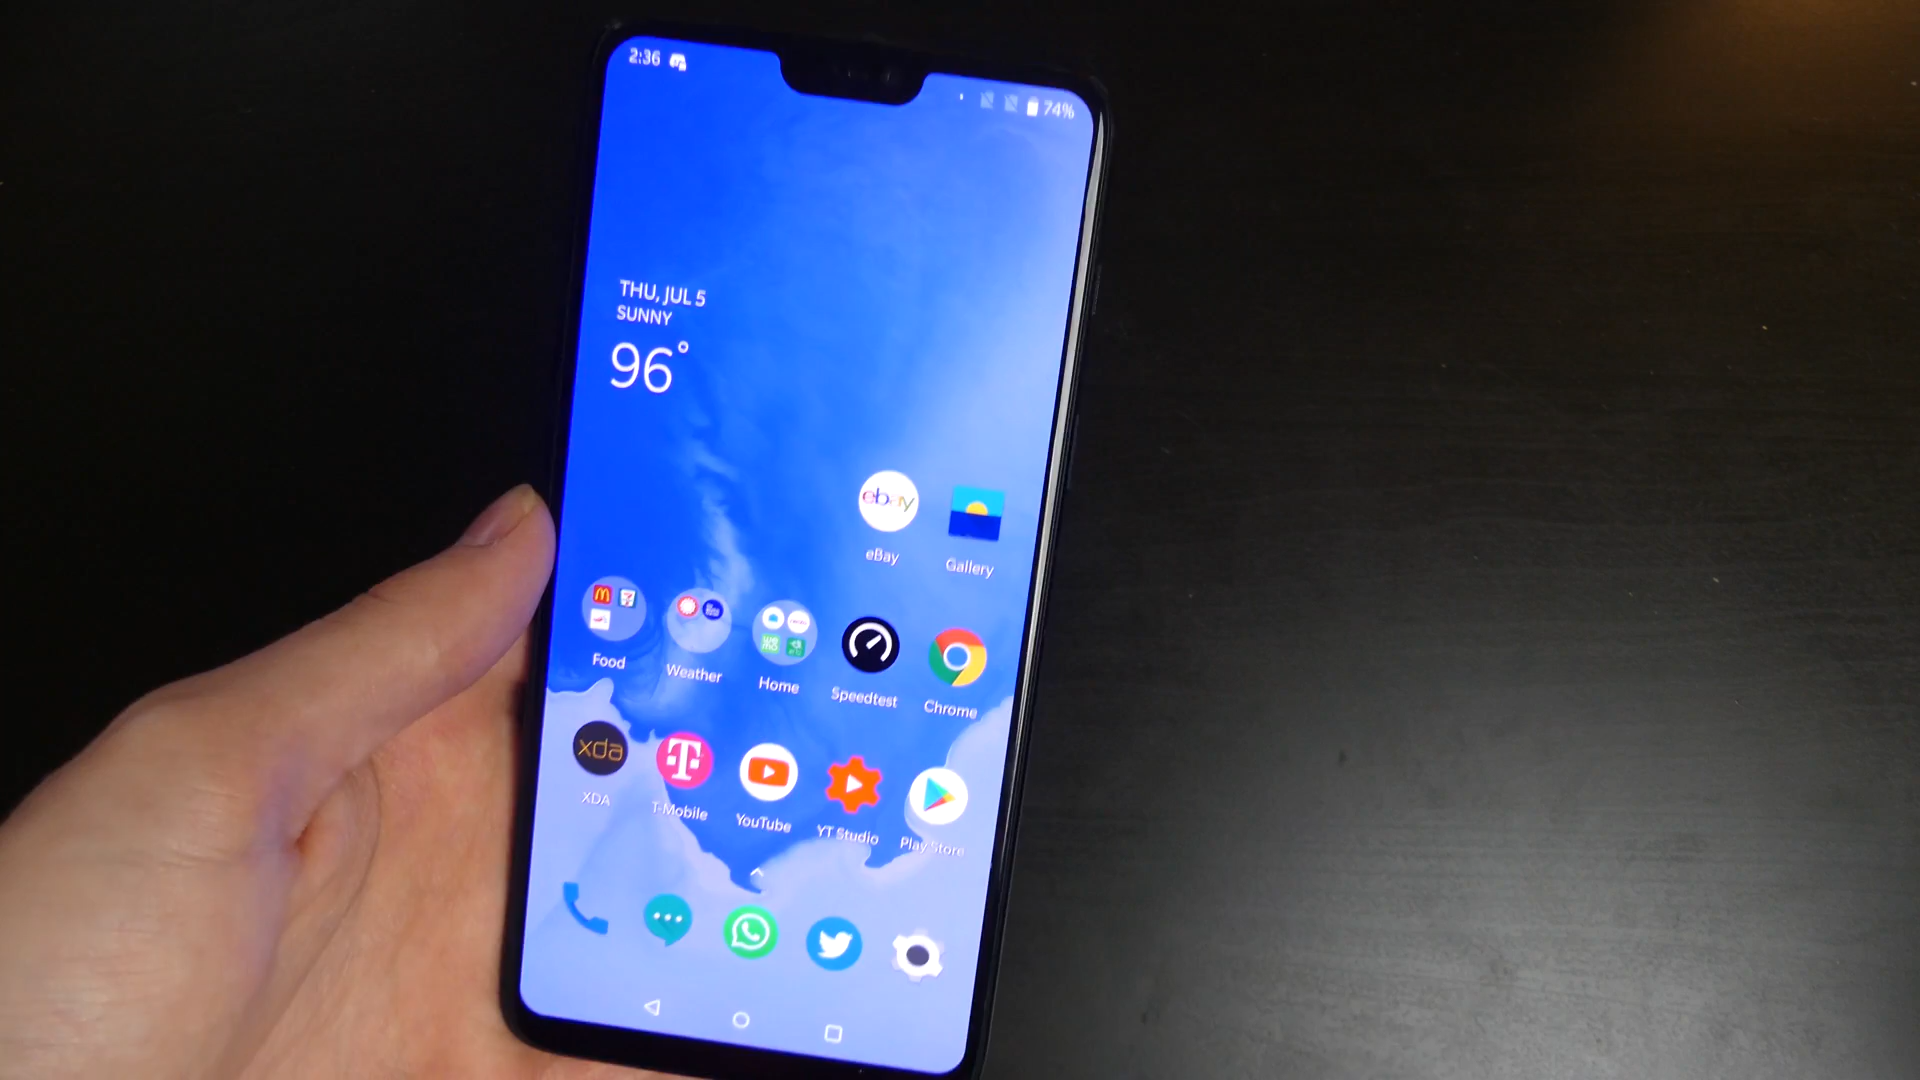 2:36
74%
THU, JUL 5
SUNNY
96°
ebay
eBay
Gallery
Food
Weather
Home
Speedtest
Chrome
xda
T
XDA
T-Mobile
YouTube
YT Studio
Play Store